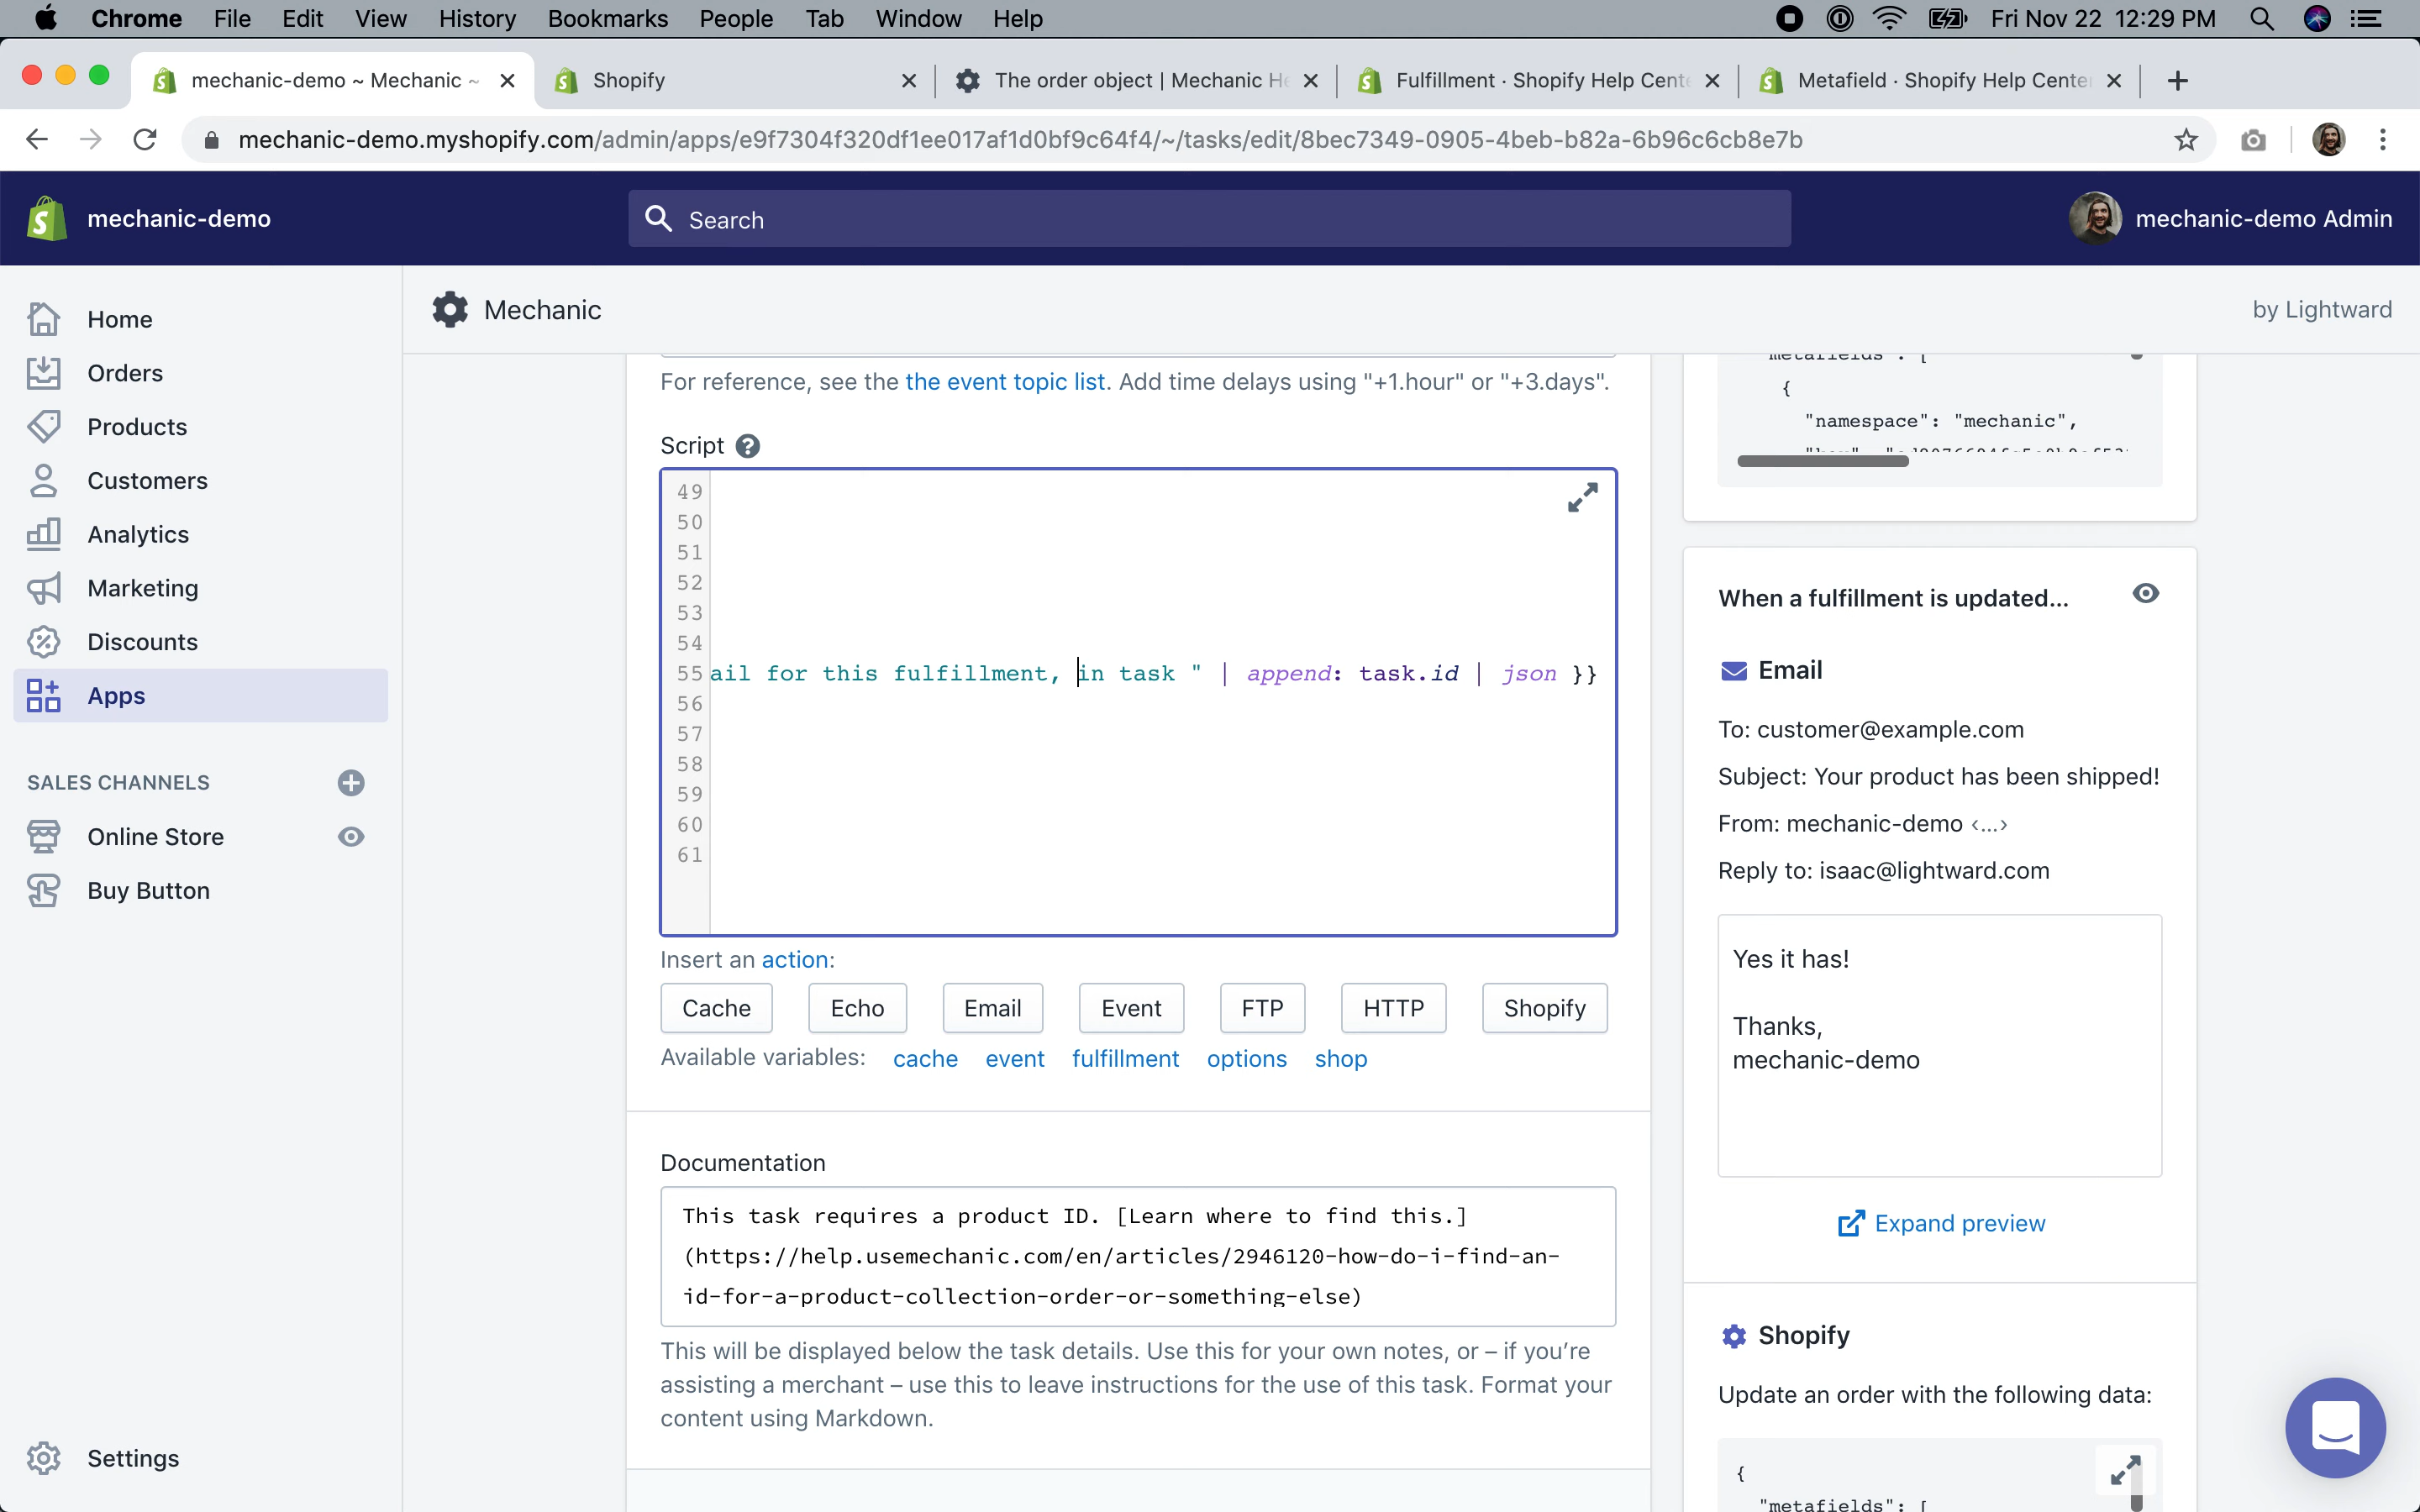 Chrome File Edit View History Bookmarks People Tab Window Help Fri Nov 22 12:29 PM
mechanic-demo ~ Mechanic ~ Shopify The order object | Mechanic He Fulfillment · Shopify Help Cente Metafield · Shopify Help Center
mechanic-demo.myshopify.com/admin/apps/e9f7304f320df1ee017af1d0bf9c64f4/~/tasks/edit/8bec7349-0905-4beb-b82a-6b96c6cb8e7b
mechanic-demo
Search
mechanic-demo Admin
Home
Orders
Products
Customers
Analytics
Marketing
Discounts
Apps
SALES CHANNELS
Online Store
Buy Button
Settings
Mechanic
by Lightward
For reference, see the the event topic list. Add time delays using "+1.hour" or "+3.days".
Script
49
50
51
52
53
54
55 ail for this fulfillment, in task " | append: task.id | json }}
56
57
58
59
60
61
Insert an action:
Cache Echo Email Event FTP HTTP Shopify
Available variables: cache event fulfillment options shop
Documentation
This task requires a product ID. [Learn where to find this.]
(https://help.usemechanic.com/en/articles/2946120-how-do-i-find-an-
id-for-a-product-collection-order-or-something-else)
This will be displayed below the task details. Use this for your own notes, or – if you're
assisting a merchant – use this to leave instructions for the use of this task. Format your
content using Markdown.
"metafields": [
{
"namespace": "mechanic",
When a fulfillment is updated...
Email
To: customer@example.com
Subject: Your product has been shipped!
From: mechanic-demo <...>
Reply to: isaac@lightward.com
Yes it has!
Thanks,
mechanic-demo
Expand preview
Shopify
Update an order with the following data:
{
"metafields": [